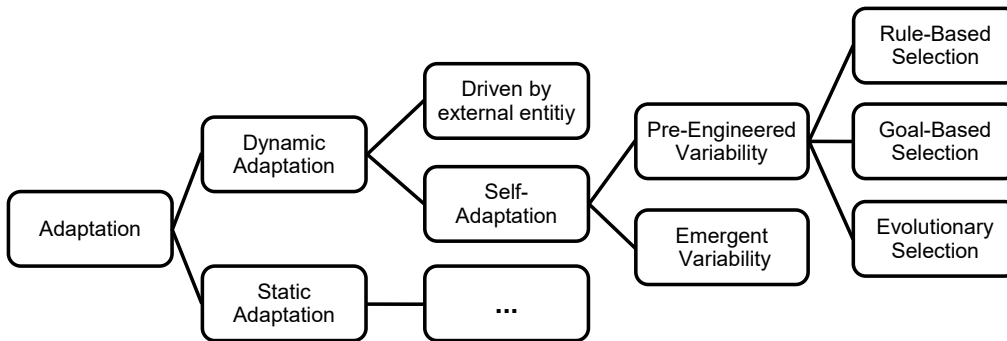 Adaptation
Dynamic
Adaptation
Static
Adaptation
Driven by
external entitiy
Self-
Adaptation
...
Pre-Engineered
Variability
Emergent
Variability
Rule-Based
Selection
Goal-Based
Selection
Evolutionary
Selection